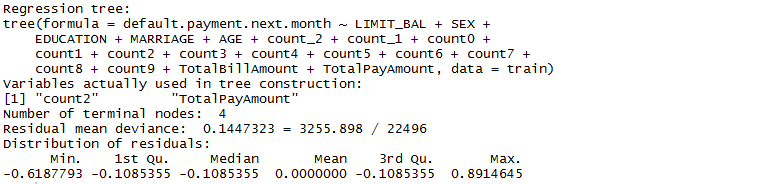 Regression tree:
tree(formula = default.payment.next.month ~ LIMIT_BAL + SEX +
    EDUCATION + MARRIAGE + AGE + count_2 + count_1 + count0 +
    count1 + count2 + count3 + count4 + count5 + count6 + count7 +
    count8 + count9 + TotalBillAmount + TotalPayAmount, data = train)
Variables actually used in tree construction:
[1] "count2"         "TotalPayAmount"
Number of terminal nodes:  4
Residual mean deviance:  0.1447323 = 3255.898 / 22496
Distribution of residuals:
      Min.    1st Qu.     Median       Mean    3rd Qu.       Max.
-0.6187793 -0.1085355 -0.1085355  0.0000000 -0.1085355  0.8914645